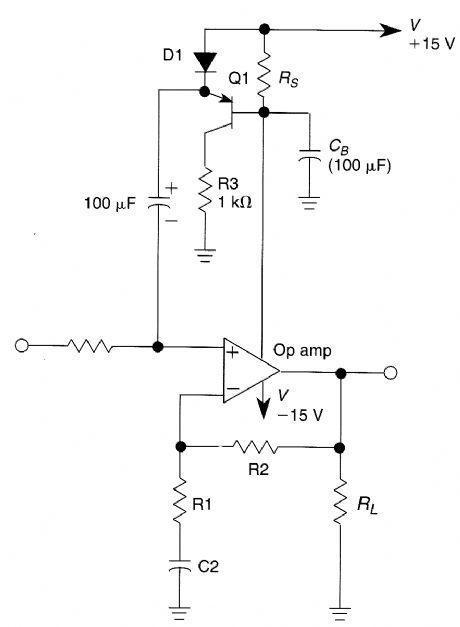 V
+15 V
D1
Q1
R_S
C_B
(100 μF)
+
R3
100 μF
1 kΩ
−
+
Op amp
−
V
−15 V
R2
R1
R_L
C2